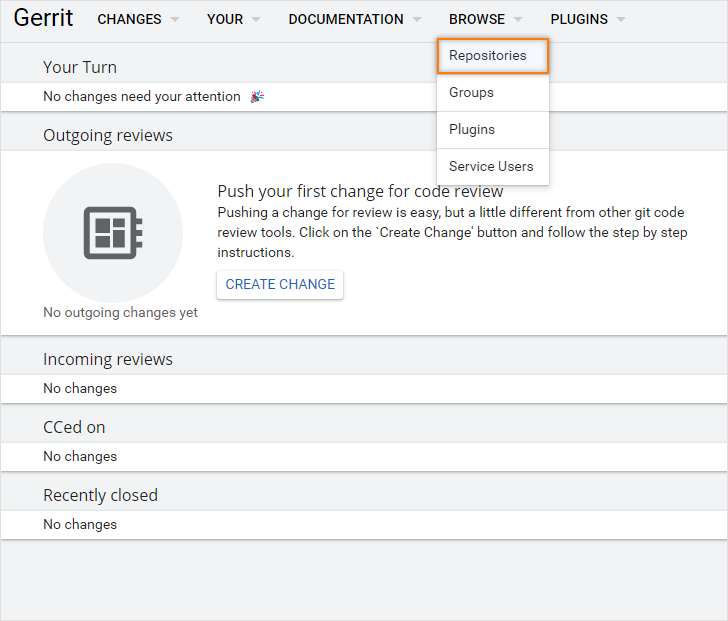 Gerrit CHANGES YOUR DOCUMENTATION BROWSE PLUGINS
Repositories
Groups
Plugins
Service Users
Your Turn
No changes need your attention 🎉
Outgoing reviews
No outgoing changes yet
Push your first change for code review
Pushing a change for review is easy, but a little different from other git code
review tools. Click on the `Create Change' button and follow the step by step
instructions.
CREATE CHANGE
Incoming reviews
No changes
CCed on
No changes
Recently closed
No changes